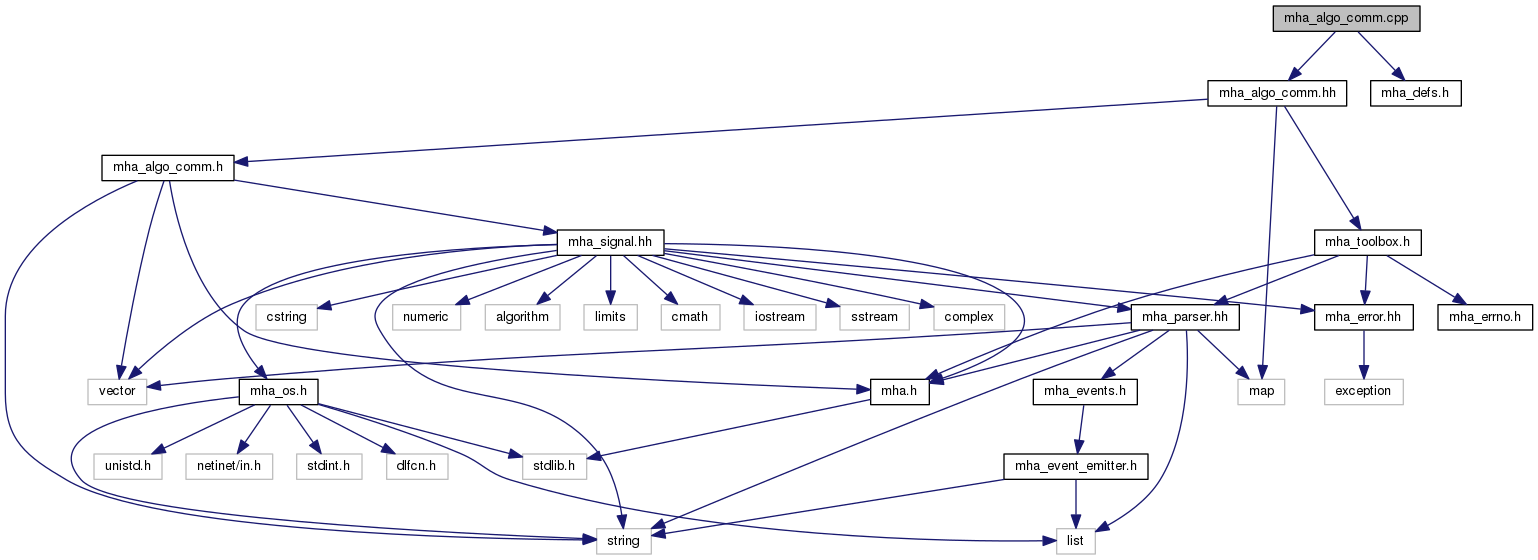 mha_algo_comm.cpp
mha_algo_comm.hh
mha_defs.h
mha_algo_comm.h
mha_signal.hh
mha_toolbox.h
cstring
numeric
algorithm
limits
cmath
iostream
sstream
complex
mha_parser.hh
mha_error.hh
mha_errno.h
vector
mha_os.h
mha.h
mha_events.h
map
exception
unistd.h
netinet/in.h
stdint.h
dlfcn.h
stdlib.h
mha_event_emitter.h
string
list